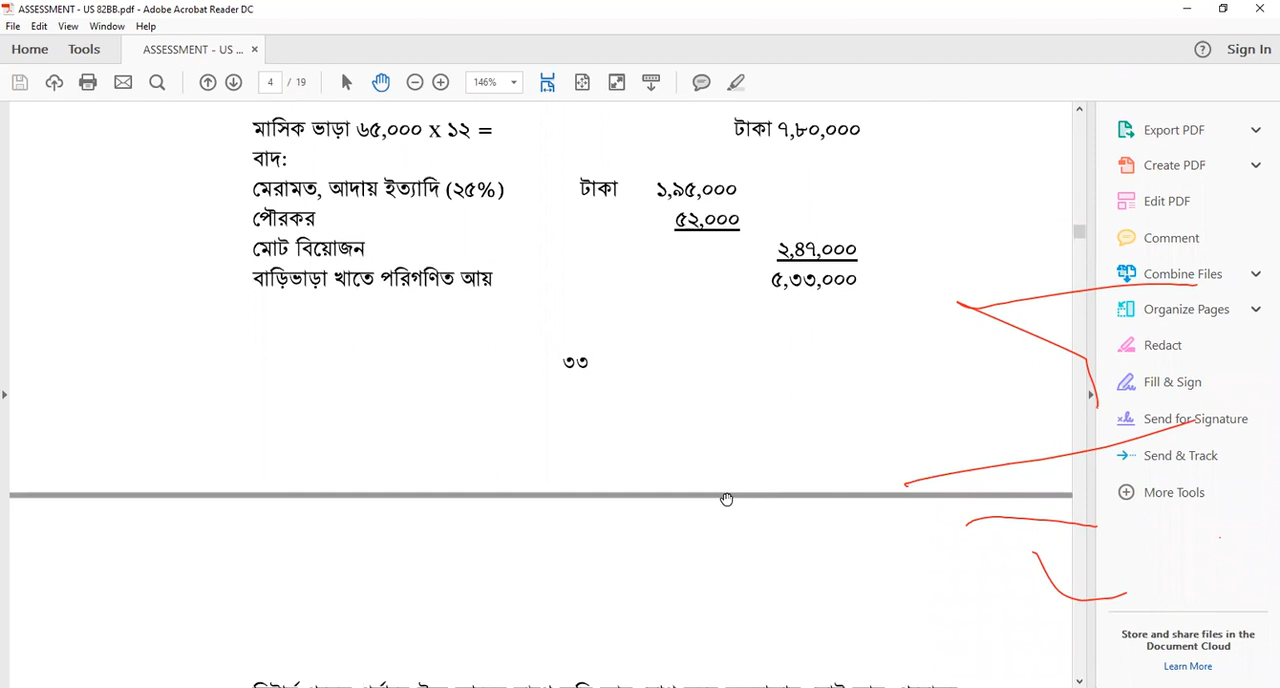 ASSESSMENT - US 82BB.pdf - Adobe Acrobat Reader DC
File Edit View Window Help
Home Tools ASSESSMENT - US ... × Sign In
4 / 19 146%
মাসিক ভাড়া ৬৫,০০০ x ১২ = টাকা ৭,৮০,০০০
বাদ:
মেরামত, আদায় ইত্যাদি (২৫%) টাকা ১,৯৫,০০০
পৌরকর ৫২,০০০
মোট বিয়োজন ২,৪৭,০০০
বাড়িভাড়া খাতে পরিগণিত আয় ৫,৩৩,০০০
৩৩
Export PDF
Create PDF
Edit PDF
Comment
Combine Files
Organize Pages
Redact
Fill & Sign
Send for Signature
Send & Track
More Tools
Store and share files in the
Document Cloud
Learn More